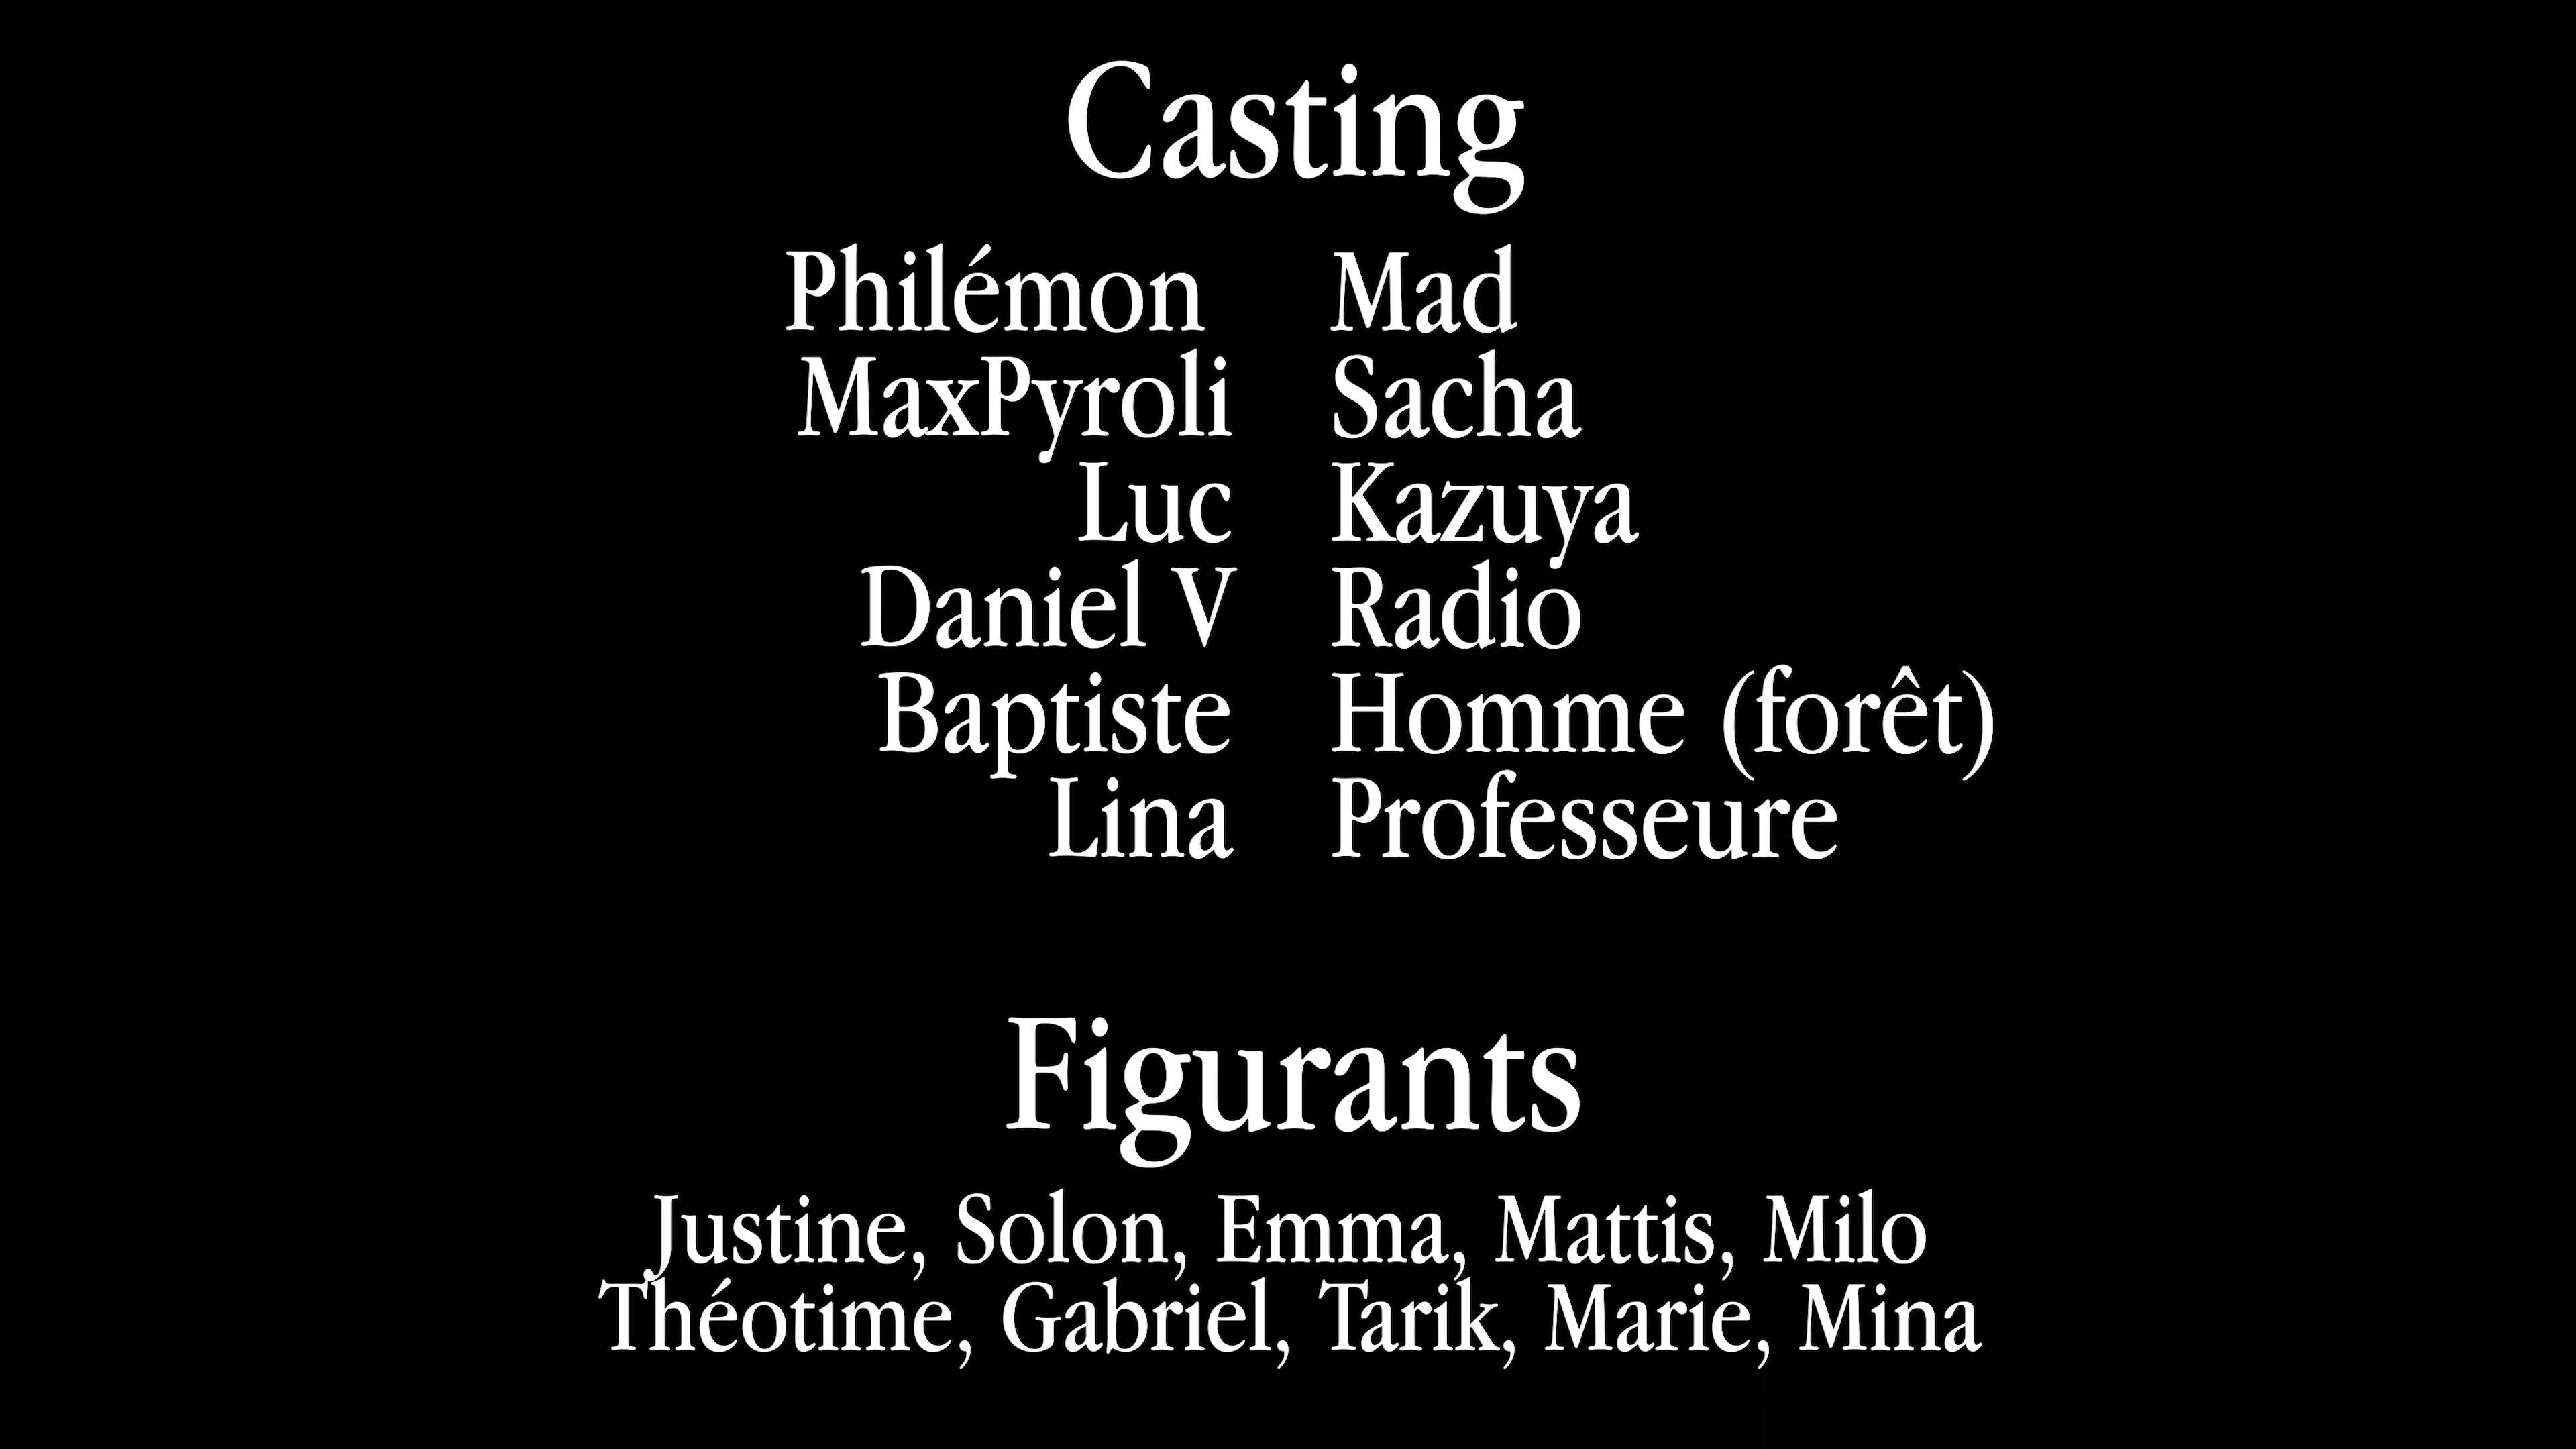 Casting
Philémon Mad
MaxPyroli Sacha
Luc Kazuya
Daniel V Radio
Baptiste Homme (forêt)
Lina Professeure
Figurants
Justine, Solon, Emma, Mattis, Milo
Théotime, Gabriel, Tarik, Marie, Mina